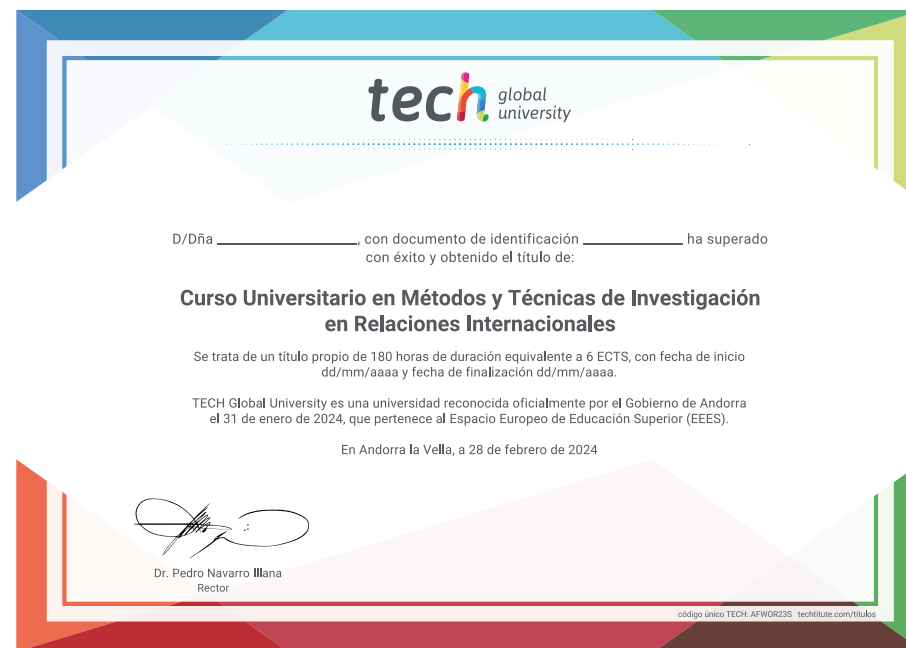 tech global university
D/Dña ____________________, con documento de identificación ______________ ha superado
con éxito y obtenido el título de:
Curso Universitario en Métodos y Técnicas de Investigación
en Relaciones Internacionales
Se trata de un título propio de 180 horas de duración equivalente a 6 ECTS, con fecha de inicio
dd/mm/aaaa y fecha de finalización dd/mm/aaaa.
TECH Global University es una universidad reconocida oficialmente por el Gobierno de Andorra
el 31 de enero de 2024, que pertenece al Espacio Europeo de Educación Superior (EEES).
En Andorra la Vella, a 28 de febrero de 2024
Dr. Pedro Navarro Illana
Rector
código único TECH: AFWOR23S techtitute.com/titulos